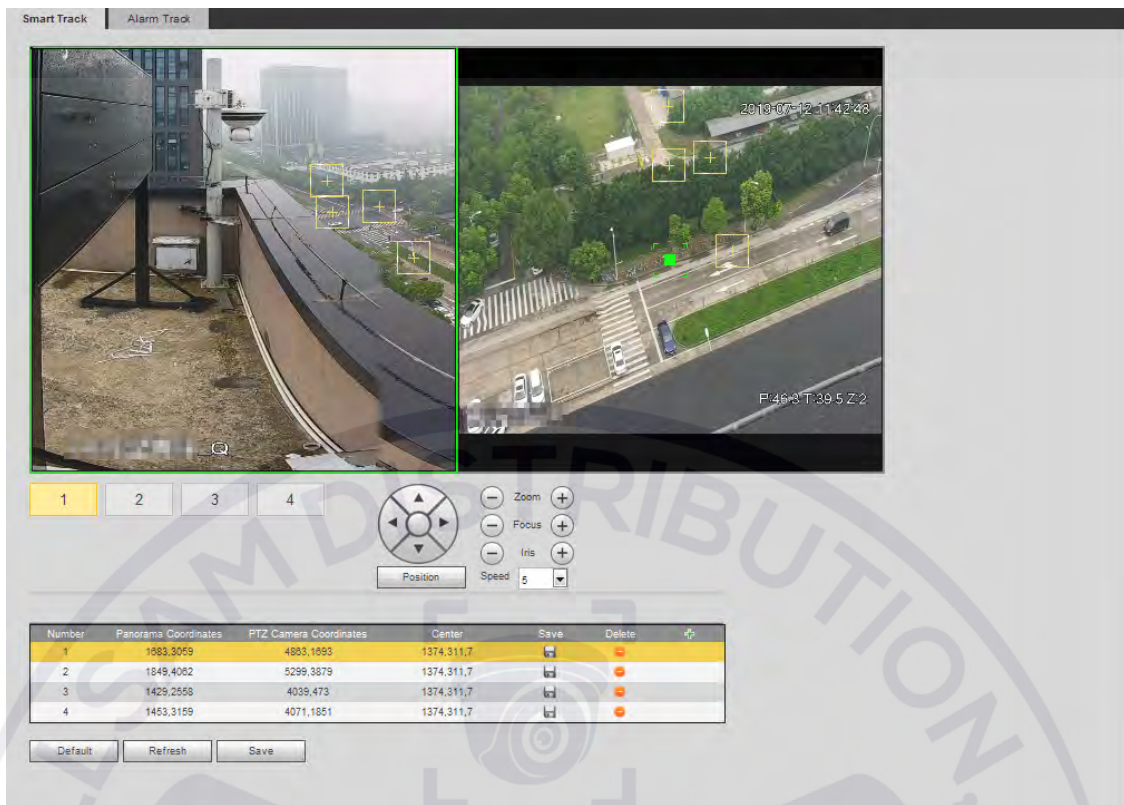 Smart Track Alarm Track
2019-07-12 11:42:48
P:46.3 T:39.5 Z:2
1 2 3 4
Zoom
Focus
Iris
Position Speed 5
Number Panorama Coordinates PTZ Camera Coordinates Center Save Delete
1 1683,3059 4863,1693 1374,311,7
2 1849,4062 5299,3879 1374,311,7
3 1429,2558 4039,473 1374,311,7
4 1453,3159 4071,1851 1374,311,7
Default Refresh Save
SAM DISTRIBUTION